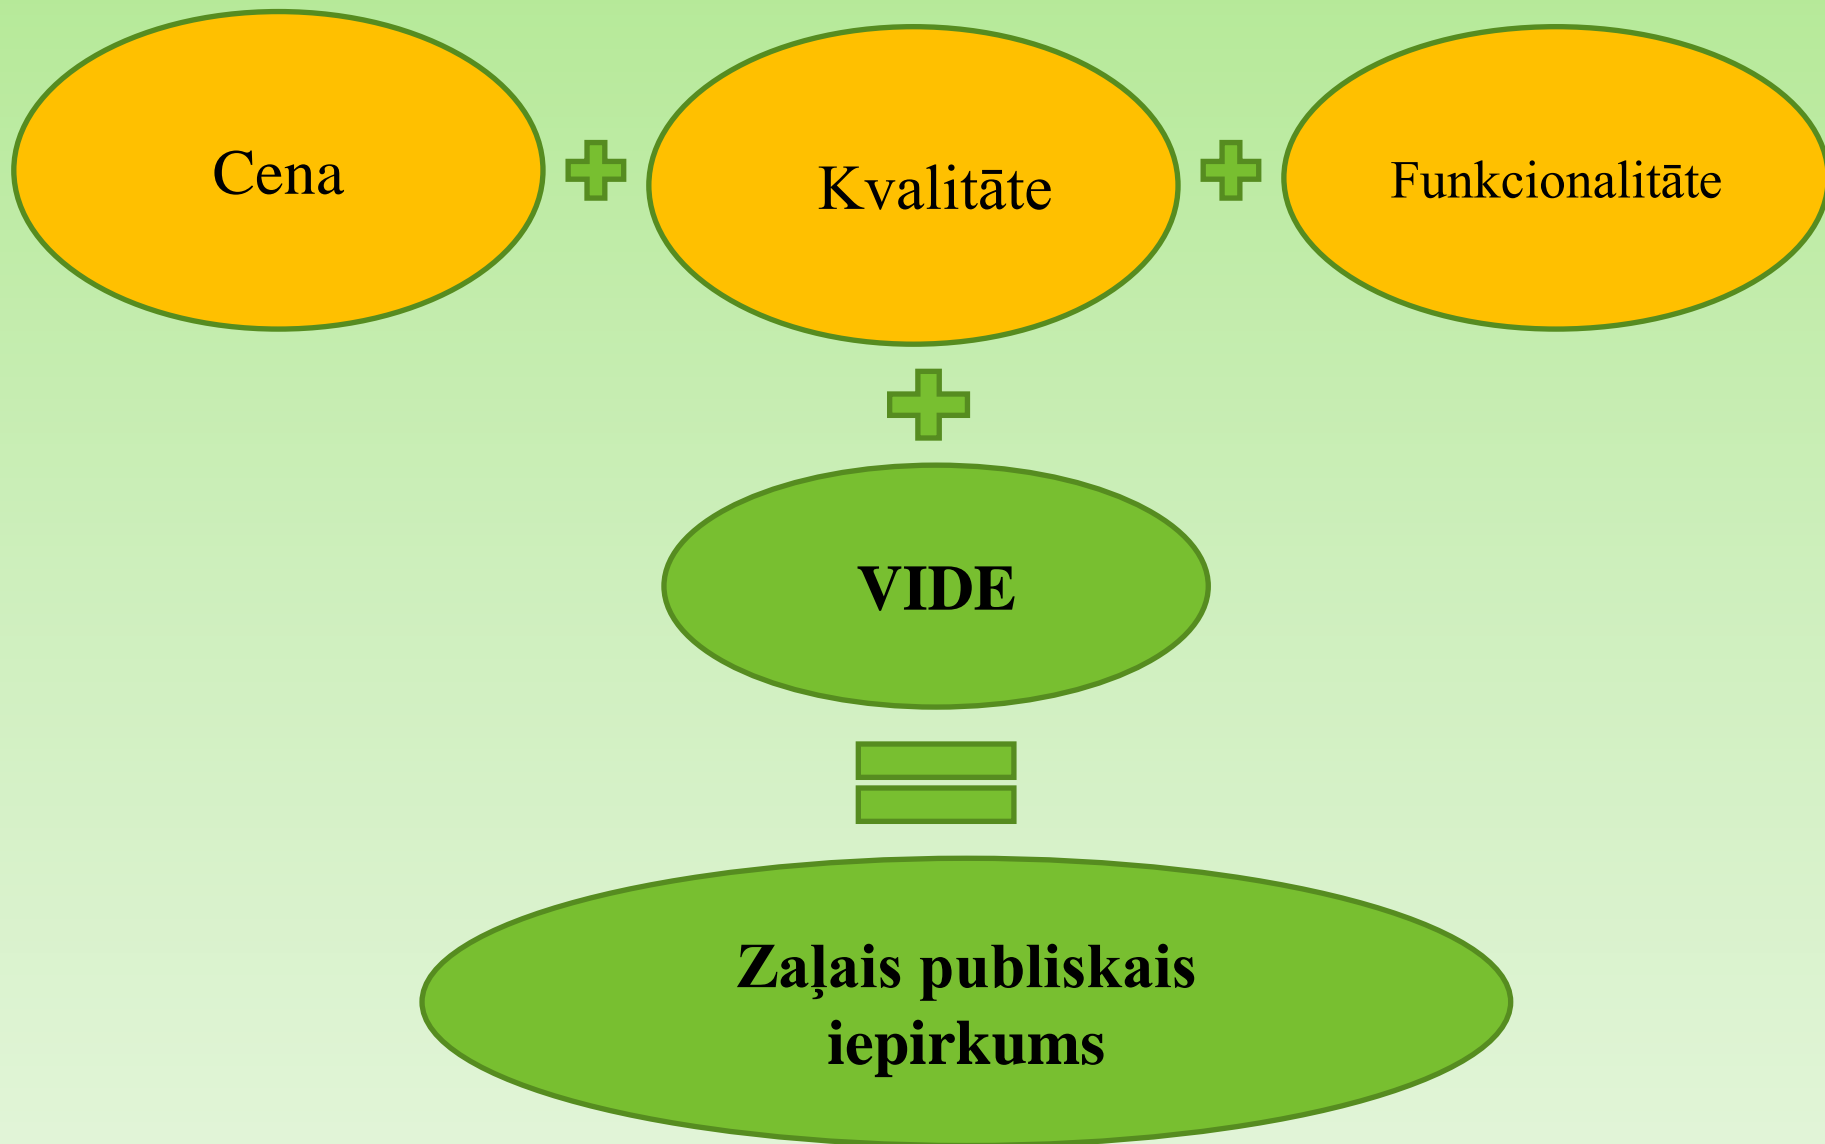 Cena
Kvalitāte
Funkcionalitāte
VIDE
Zaļais publiskais
iepirkums